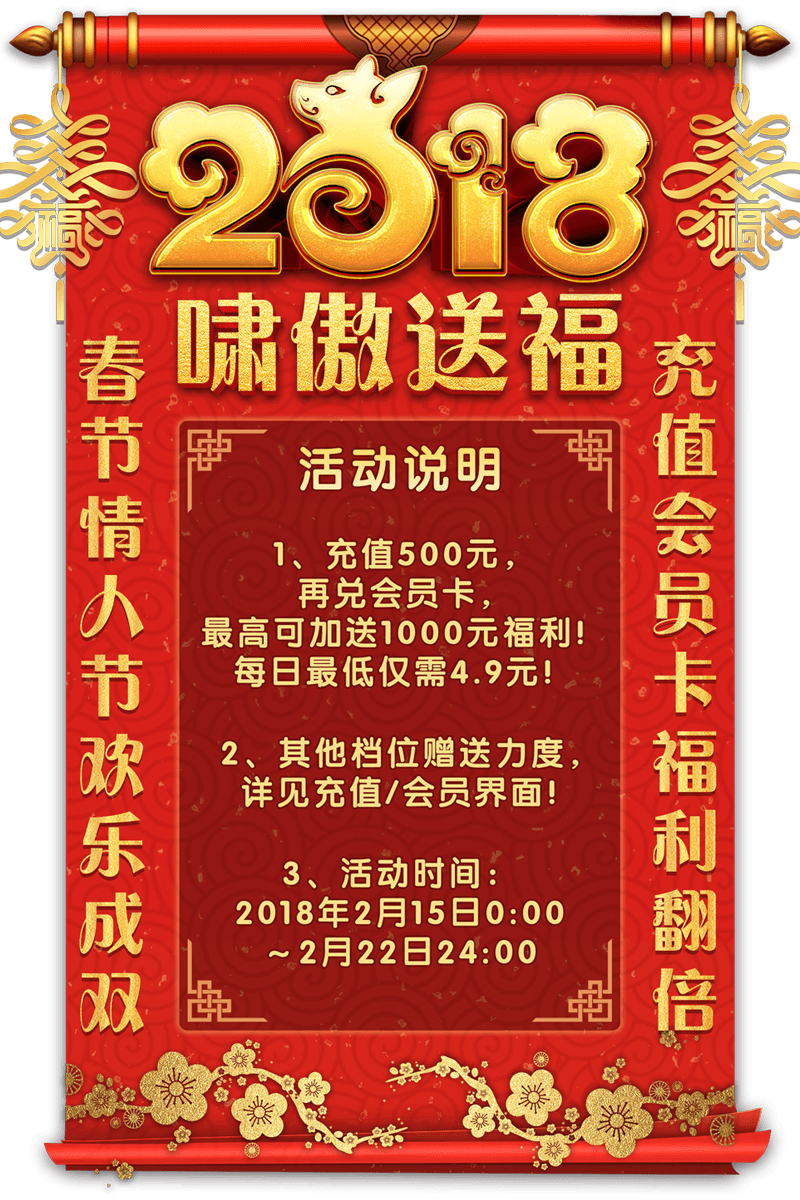 2018
啸傲送福
春节情人节欢乐成双
充值会员卡福利翻倍
福
福
活动说明
1、充值500元，
再兑会员卡，
最高可加送1000元福利！
每日最低仅需4.9元！
2、其他档位赠送力度，
详见充值/会员界面！
3、活动时间：
2018年2月15日0:00
~2月22日24:00